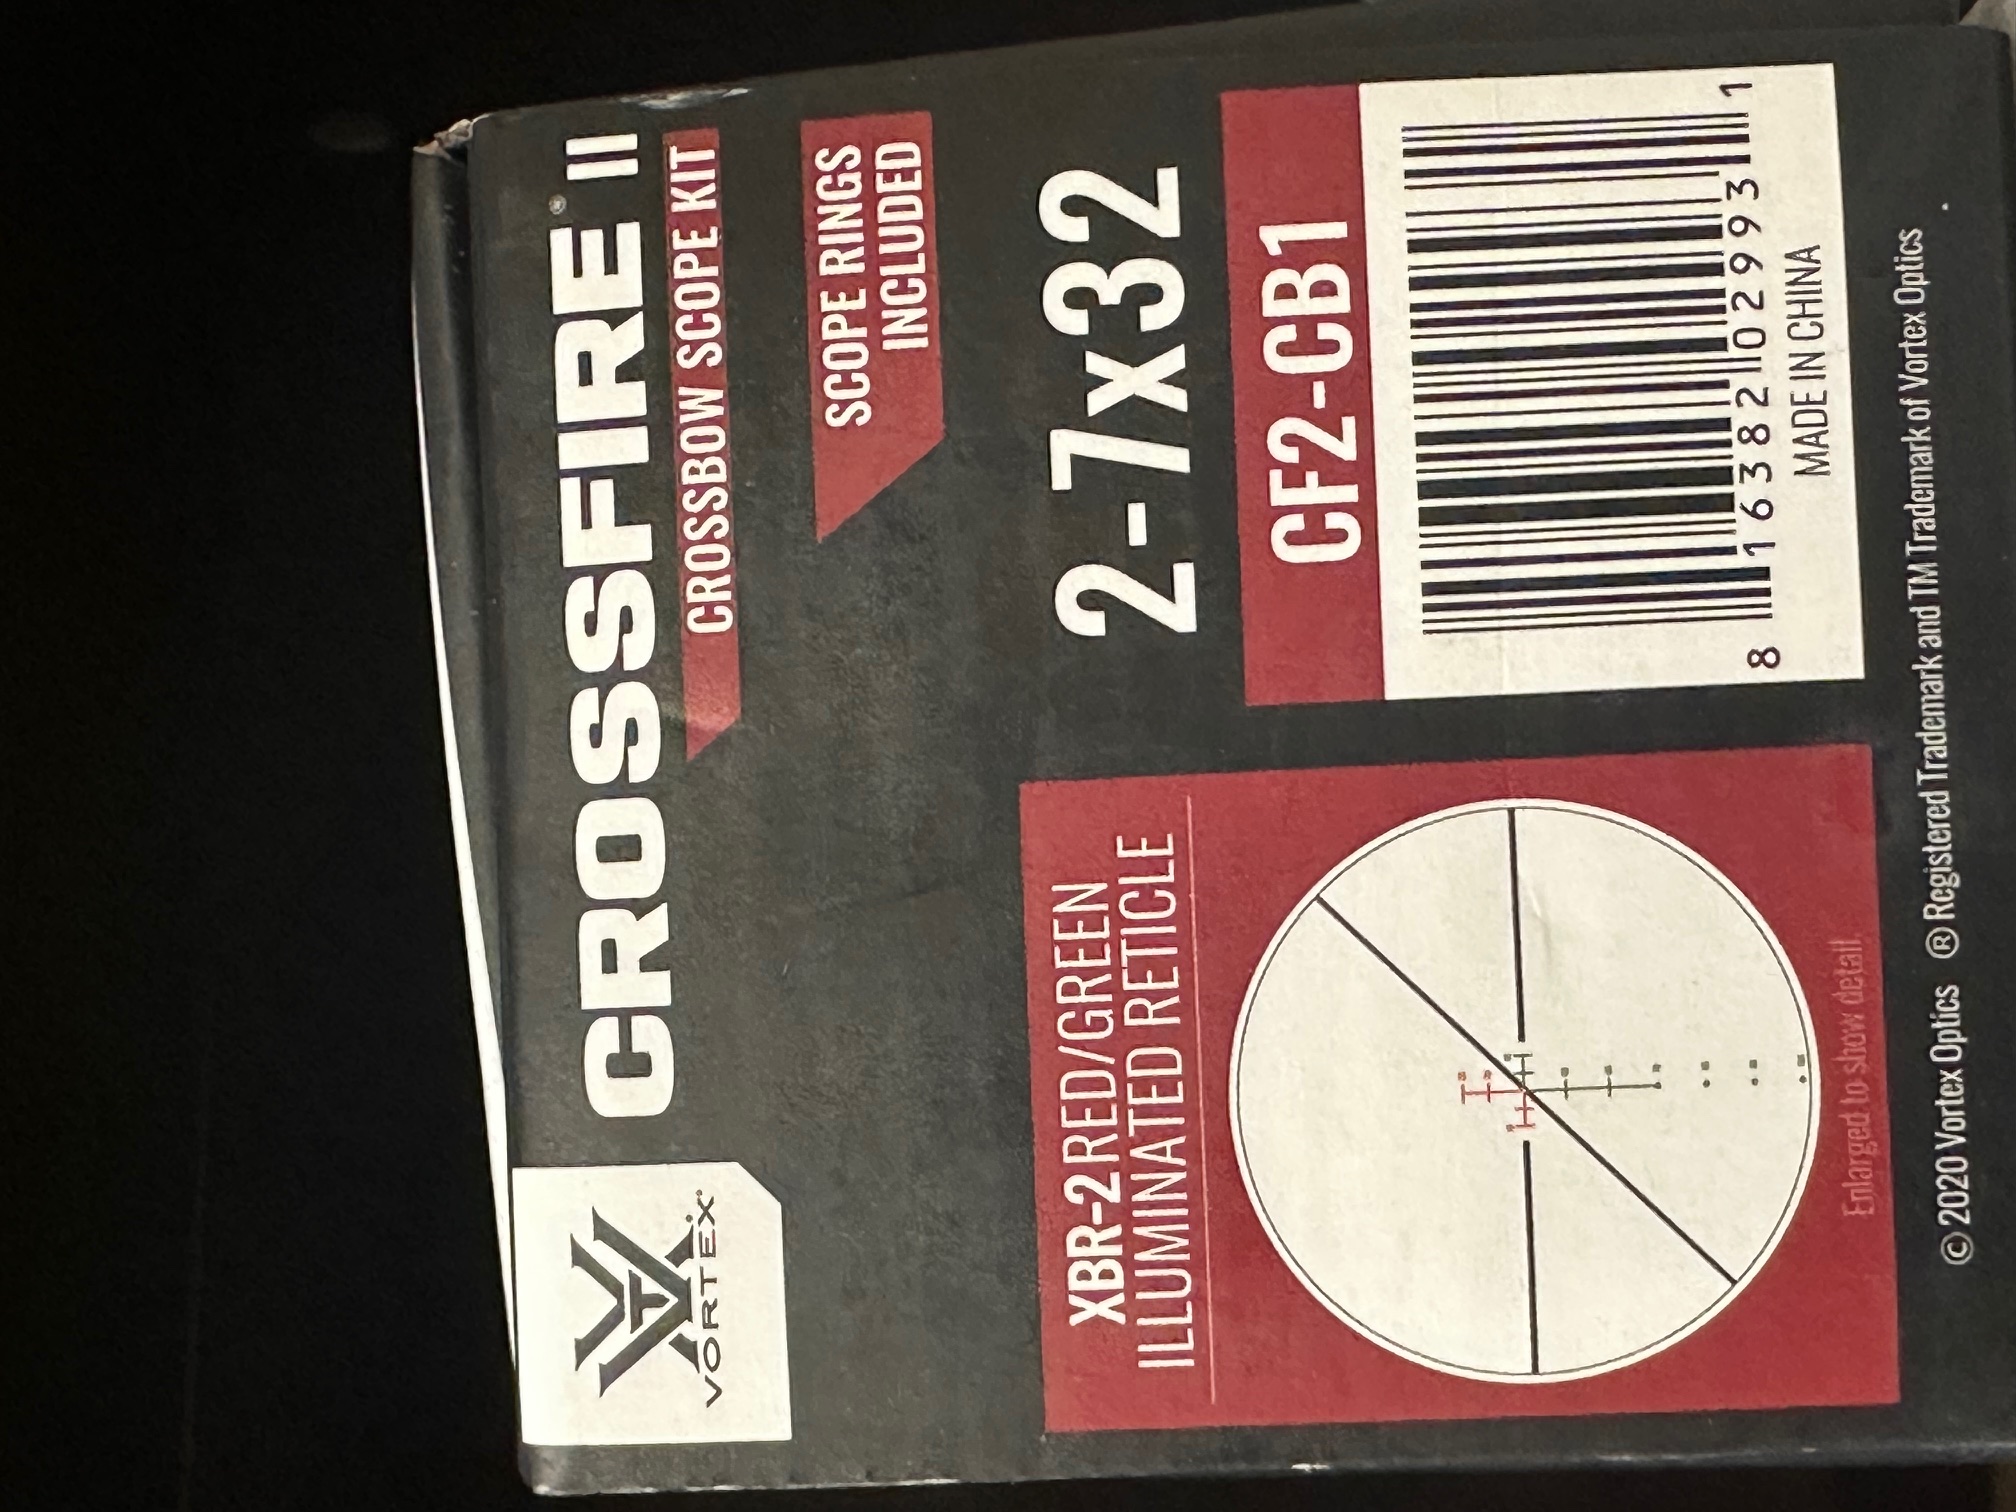 VORTEX®
CROSSFIRE® II
CROSSBOW SCOPE KIT
SCOPE RINGS
INCLUDED
XBR-2 RED/GREEN
ILLUMINATED RETICLE
Enlarged to show detail.
2-7x32
CF2-CB1
8 16382 02993 1
MADE IN CHINA
© 2020 Vortex Optics ® Registered Trademark and TM Trademark of Vortex Optics